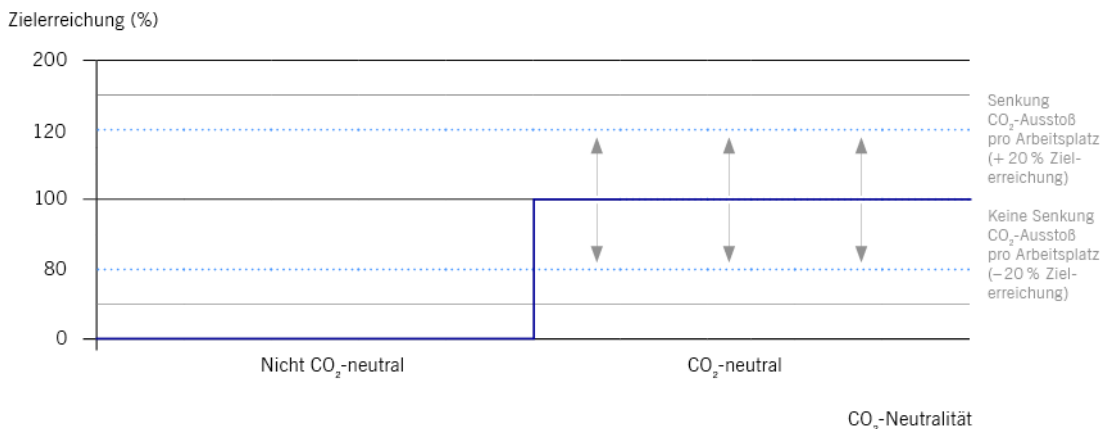 Zielerreichung (%)
200
120
100
80
0
Senkung
CO₂-Ausstoß
pro Arbeitsplatz
(+ 20 % Ziel-
erreichung)
Keine Senkung
CO₂-Ausstoß
pro Arbeitsplatz
(– 20 % Ziel-
erreichung)
Nicht CO₂-neutral
CO₂-neutral
CO₂-Neutralität